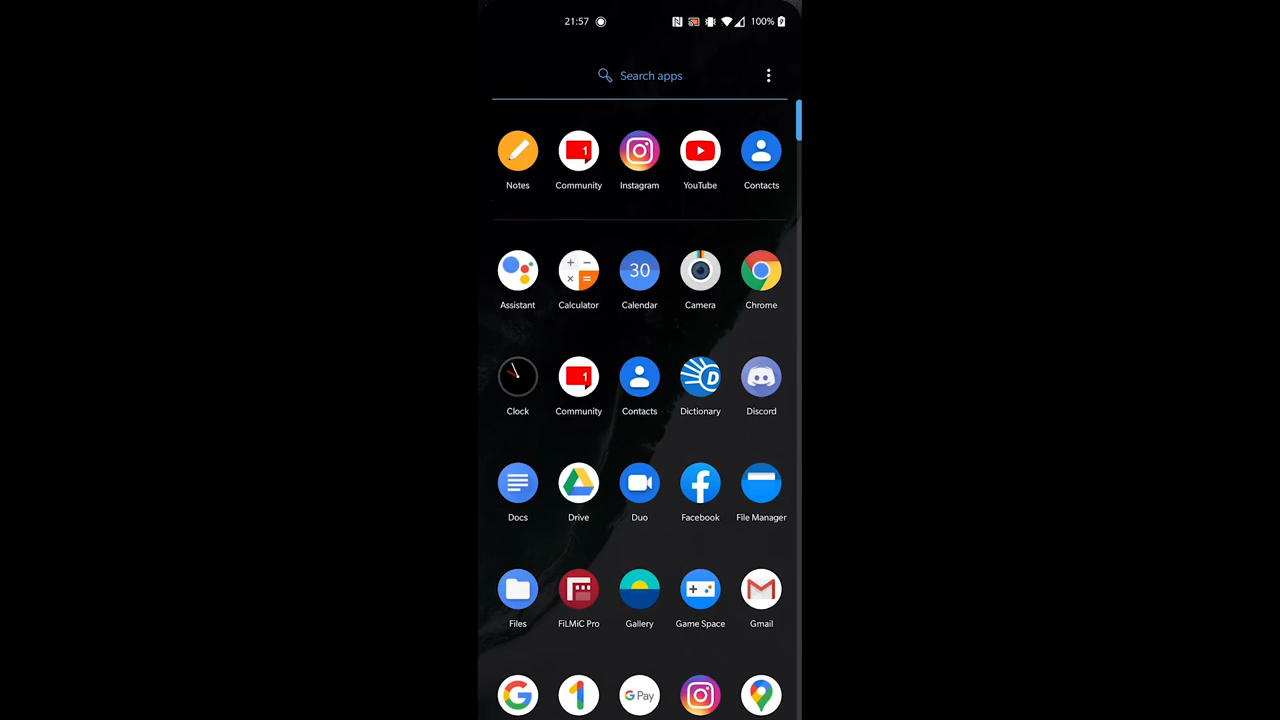 21:57 100%
Search apps
1
Notes Community Instagram YouTube Contacts
30
Assistant Calculator Calendar Camera Chrome
1 D
Clock Community Contacts Dictionary Discord
Docs Drive Duo Facebook File Manager
Files FiLMiC Pro Gallery Game Space Gmail
G 1 G Pay